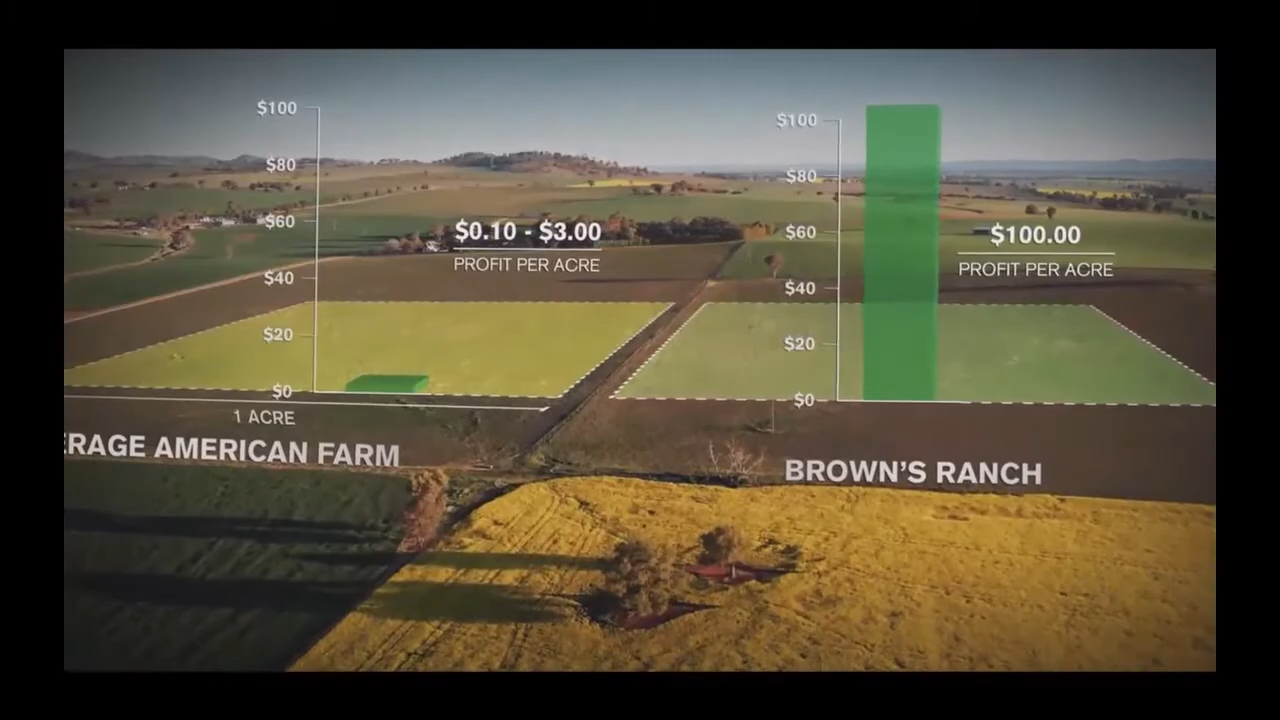 $100
$80
$60
$40
$20
$0
$0.10 - $3.00
PROFIT PER ACRE
1 ACRE
ERAGE AMERICAN FARM
$100
$80
$60
$40
$20
$0
$100.00
PROFIT PER ACRE
BROWN'S RANCH